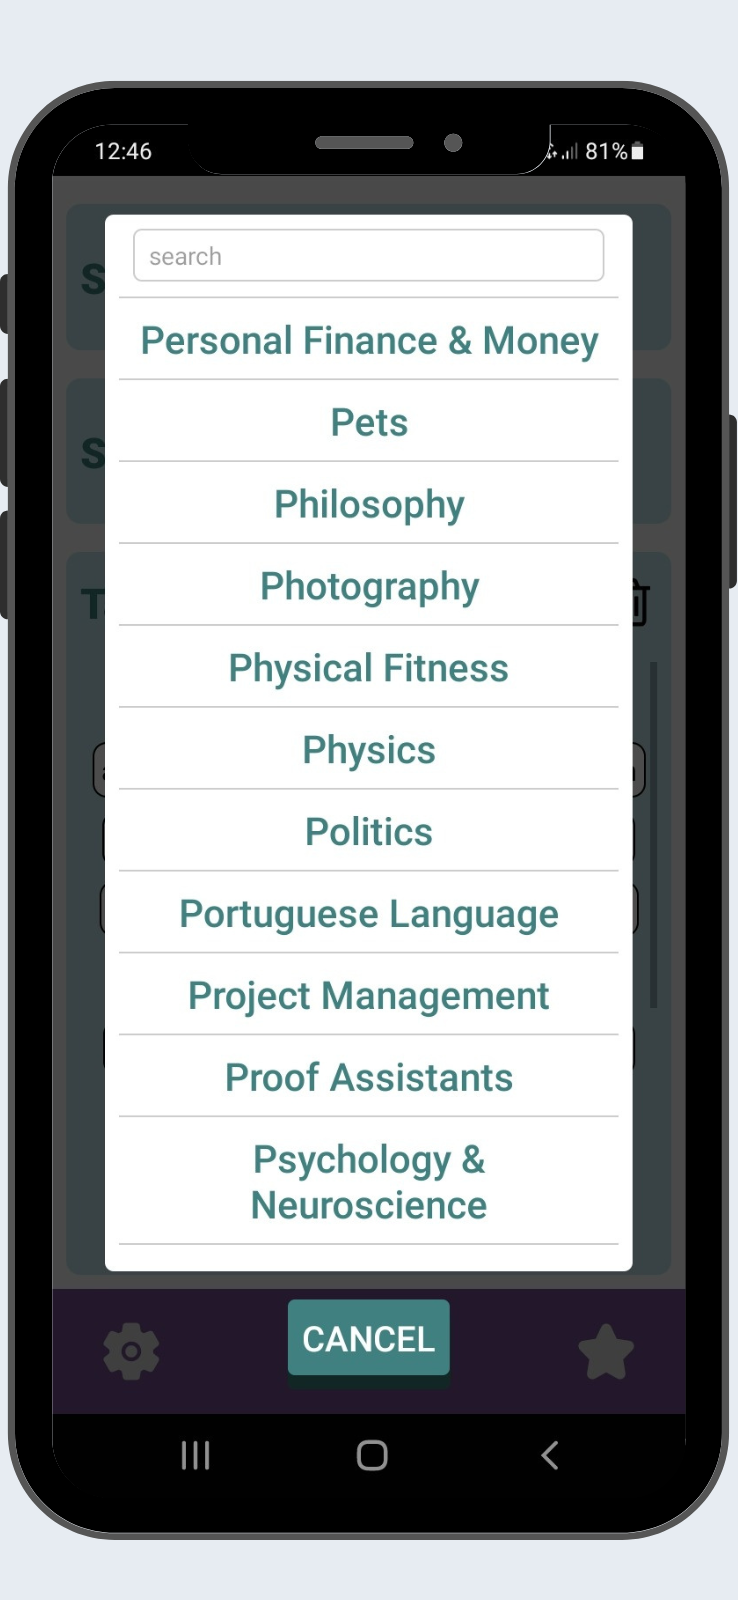 12:46
81%
search
Personal Finance & Money
Pets
Philosophy
Photography
Physical Fitness
Physics
Politics
Portuguese Language
Project Management
Proof Assistants
Psychology &
Neuroscience
CANCEL